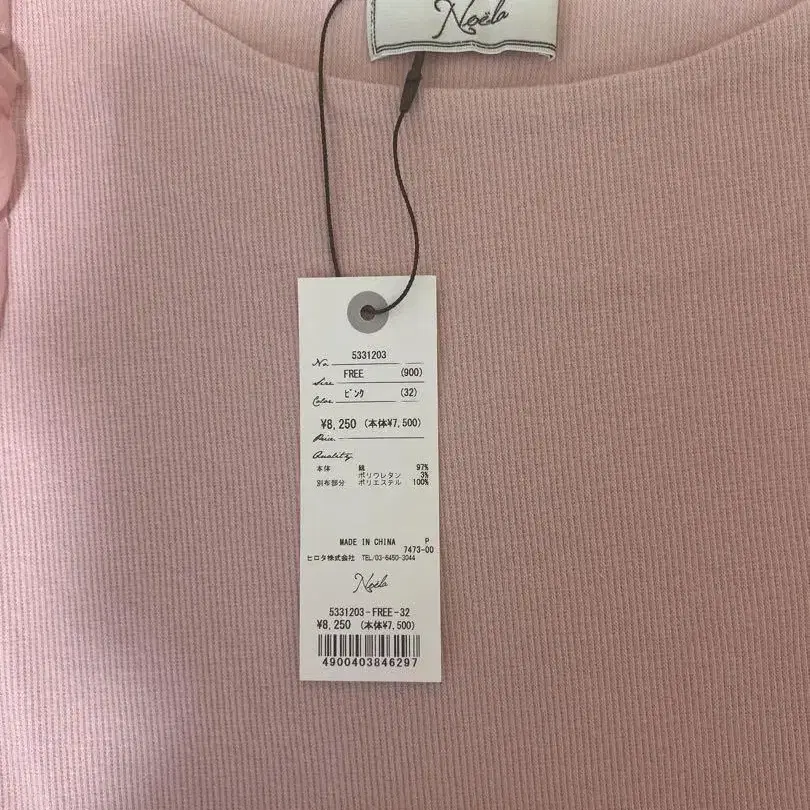 Noëla
No. 5331203
Size FREE (900)
Color ピンク (32)
¥8,250 (本体¥7,500)
Price
Quality
本体 綿 97%
ポリウレタン 3%
別布部分 ポリエステル 100%
MADE IN CHINA P
7473-00
ヒロタ株式会社 TEL/03-6450-3044
Noëla
5331203-FREE-32
¥8,250 (本体¥7,500)
4900403846297